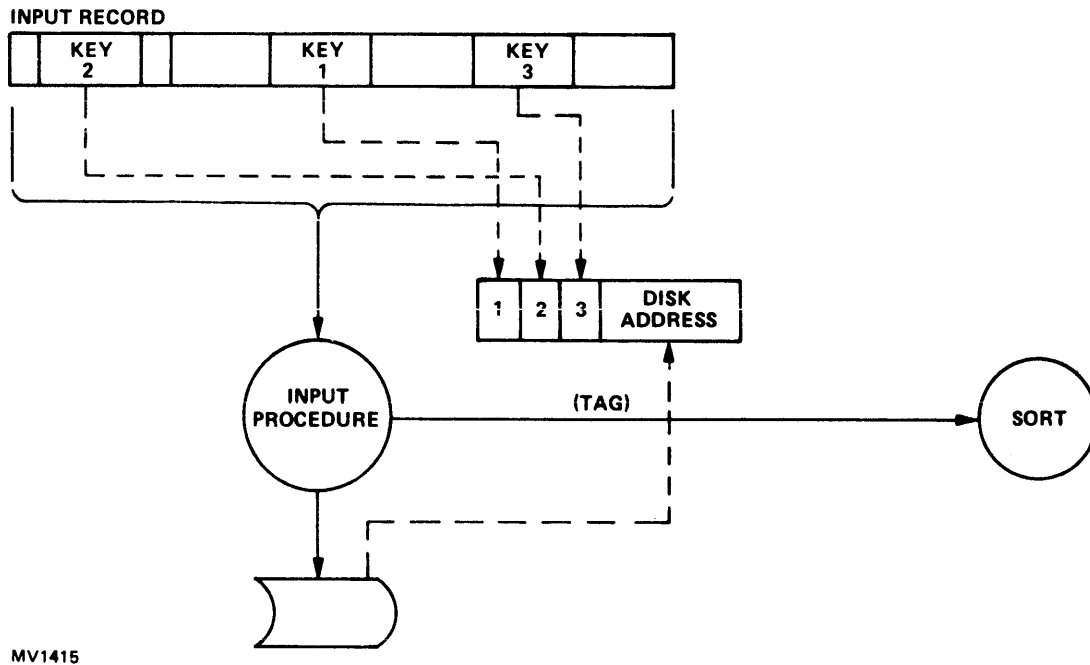 INPUT RECORD
KEY
2
KEY
1
KEY
3
1
2
3
DISK
ADDRESS
INPUT
PROCEDURE
(TAG)
SORT
MV1415